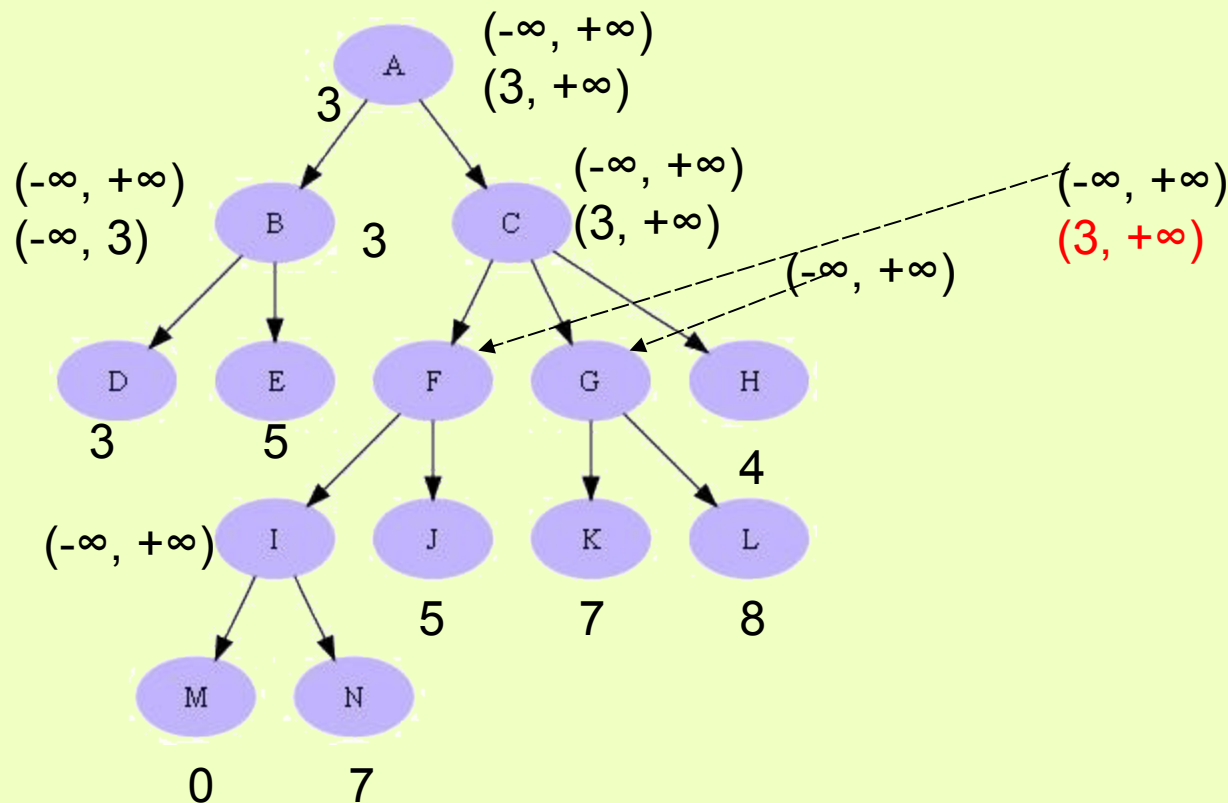 (-∞, +∞)
A
(3, +∞)
3
(-∞, +∞)
(-∞, +∞)
(-∞, +∞)
B
3
C
(-∞, 3)
(3, +∞)
(3, +∞)
(-∞, +∞)
D
E
F
G
H
3
5
4
(-∞, +∞)
I
J
K
L
5
7
8
M
N
0
7